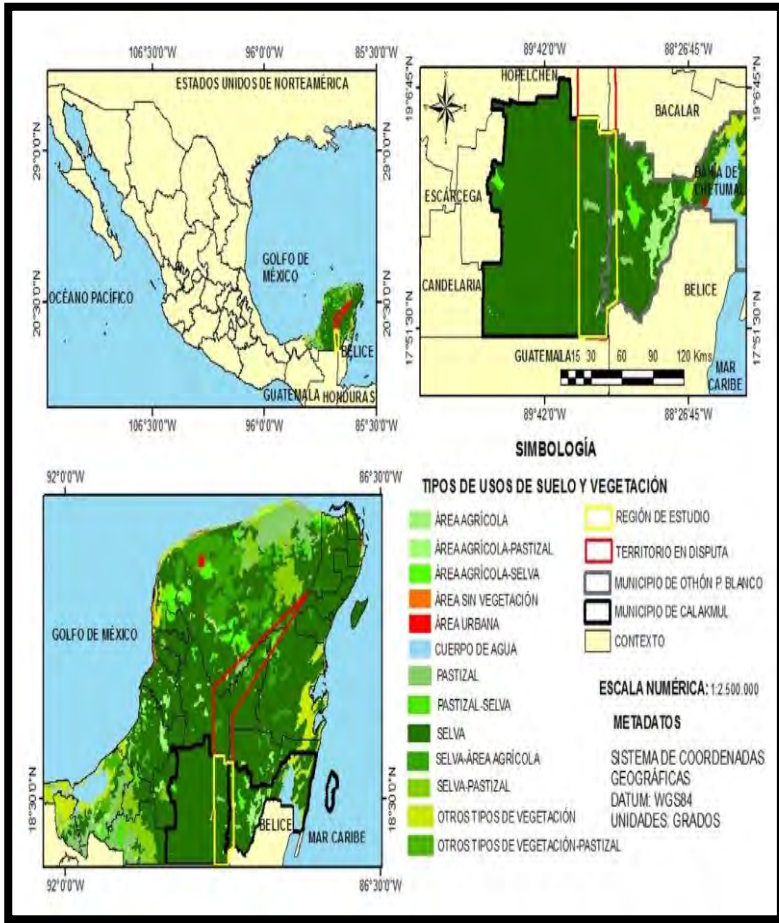 106°30'0"W
96°0'0"W
85°30'0"W
ESTADOS UNIDOS DE NORTEAMÉRICA
29°0'0"N
29°0'0"N
GOLFO DE
MÉXICO
OCÉANO PACÍFICO
20°30'0"N
20°30'0"N
BELICE
GUATEMALA
HONDURAS
106°30'0"W
96°0'0"W
85°30'0"W
89°42'0"W
88°26'45"W
HOPELCHEN
19°6'45"N
19°6'45"N
BACALAR
BAHÍA DE
CHETUMAL
ESCÁRCEGA
CANDELARIA
BELICE
17°51'30"N
17°51'30"N
GUATEMALA
15 30 60 90 120 Kms
MAR
CARIBE
89°42'0"W
88°26'45"W
92°0'0"W
86°30'0"W
GOLFO DE MÉXICO
18°30'0"N
18°30'0"N
BELICE
MAR CARIBE
92°0'0"W
86°30'0"W
SIMBOLOGÍA
TIPOS DE USOS DE SUELO Y VEGETACIÓN
ÁREA AGRÍCOLA
ÁREA AGRÍCOLA-PASTIZAL
ÁREA AGRÍCOLA-SELVA
ÁREA SIN VEGETACIÓN
ÁREA URBANA
CUERPO DE AGUA
PASTIZAL
PASTIZAL-SELVA
SELVA
SELVA-ÁREA AGRÍCOLA
SELVA-PASTIZAL
OTROS TIPOS DE VEGETACIÓN
OTROS TIPOS DE VEGETACIÓN-PASTIZAL
REGIÓN DE ESTUDIO
TERRITORIO EN DISPUTA
MUNICIPIO DE OTHÓN P. BLANCO
MUNICIPIO DE CALAKMUL
CONTEXTO
ESCALA NUMÉRICA: 1:2.500.000
METADATOS
SISTEMA DE COORDENADAS
GEOGRÁFICAS
DATUM: WGS84
UNIDADES: GRADOS